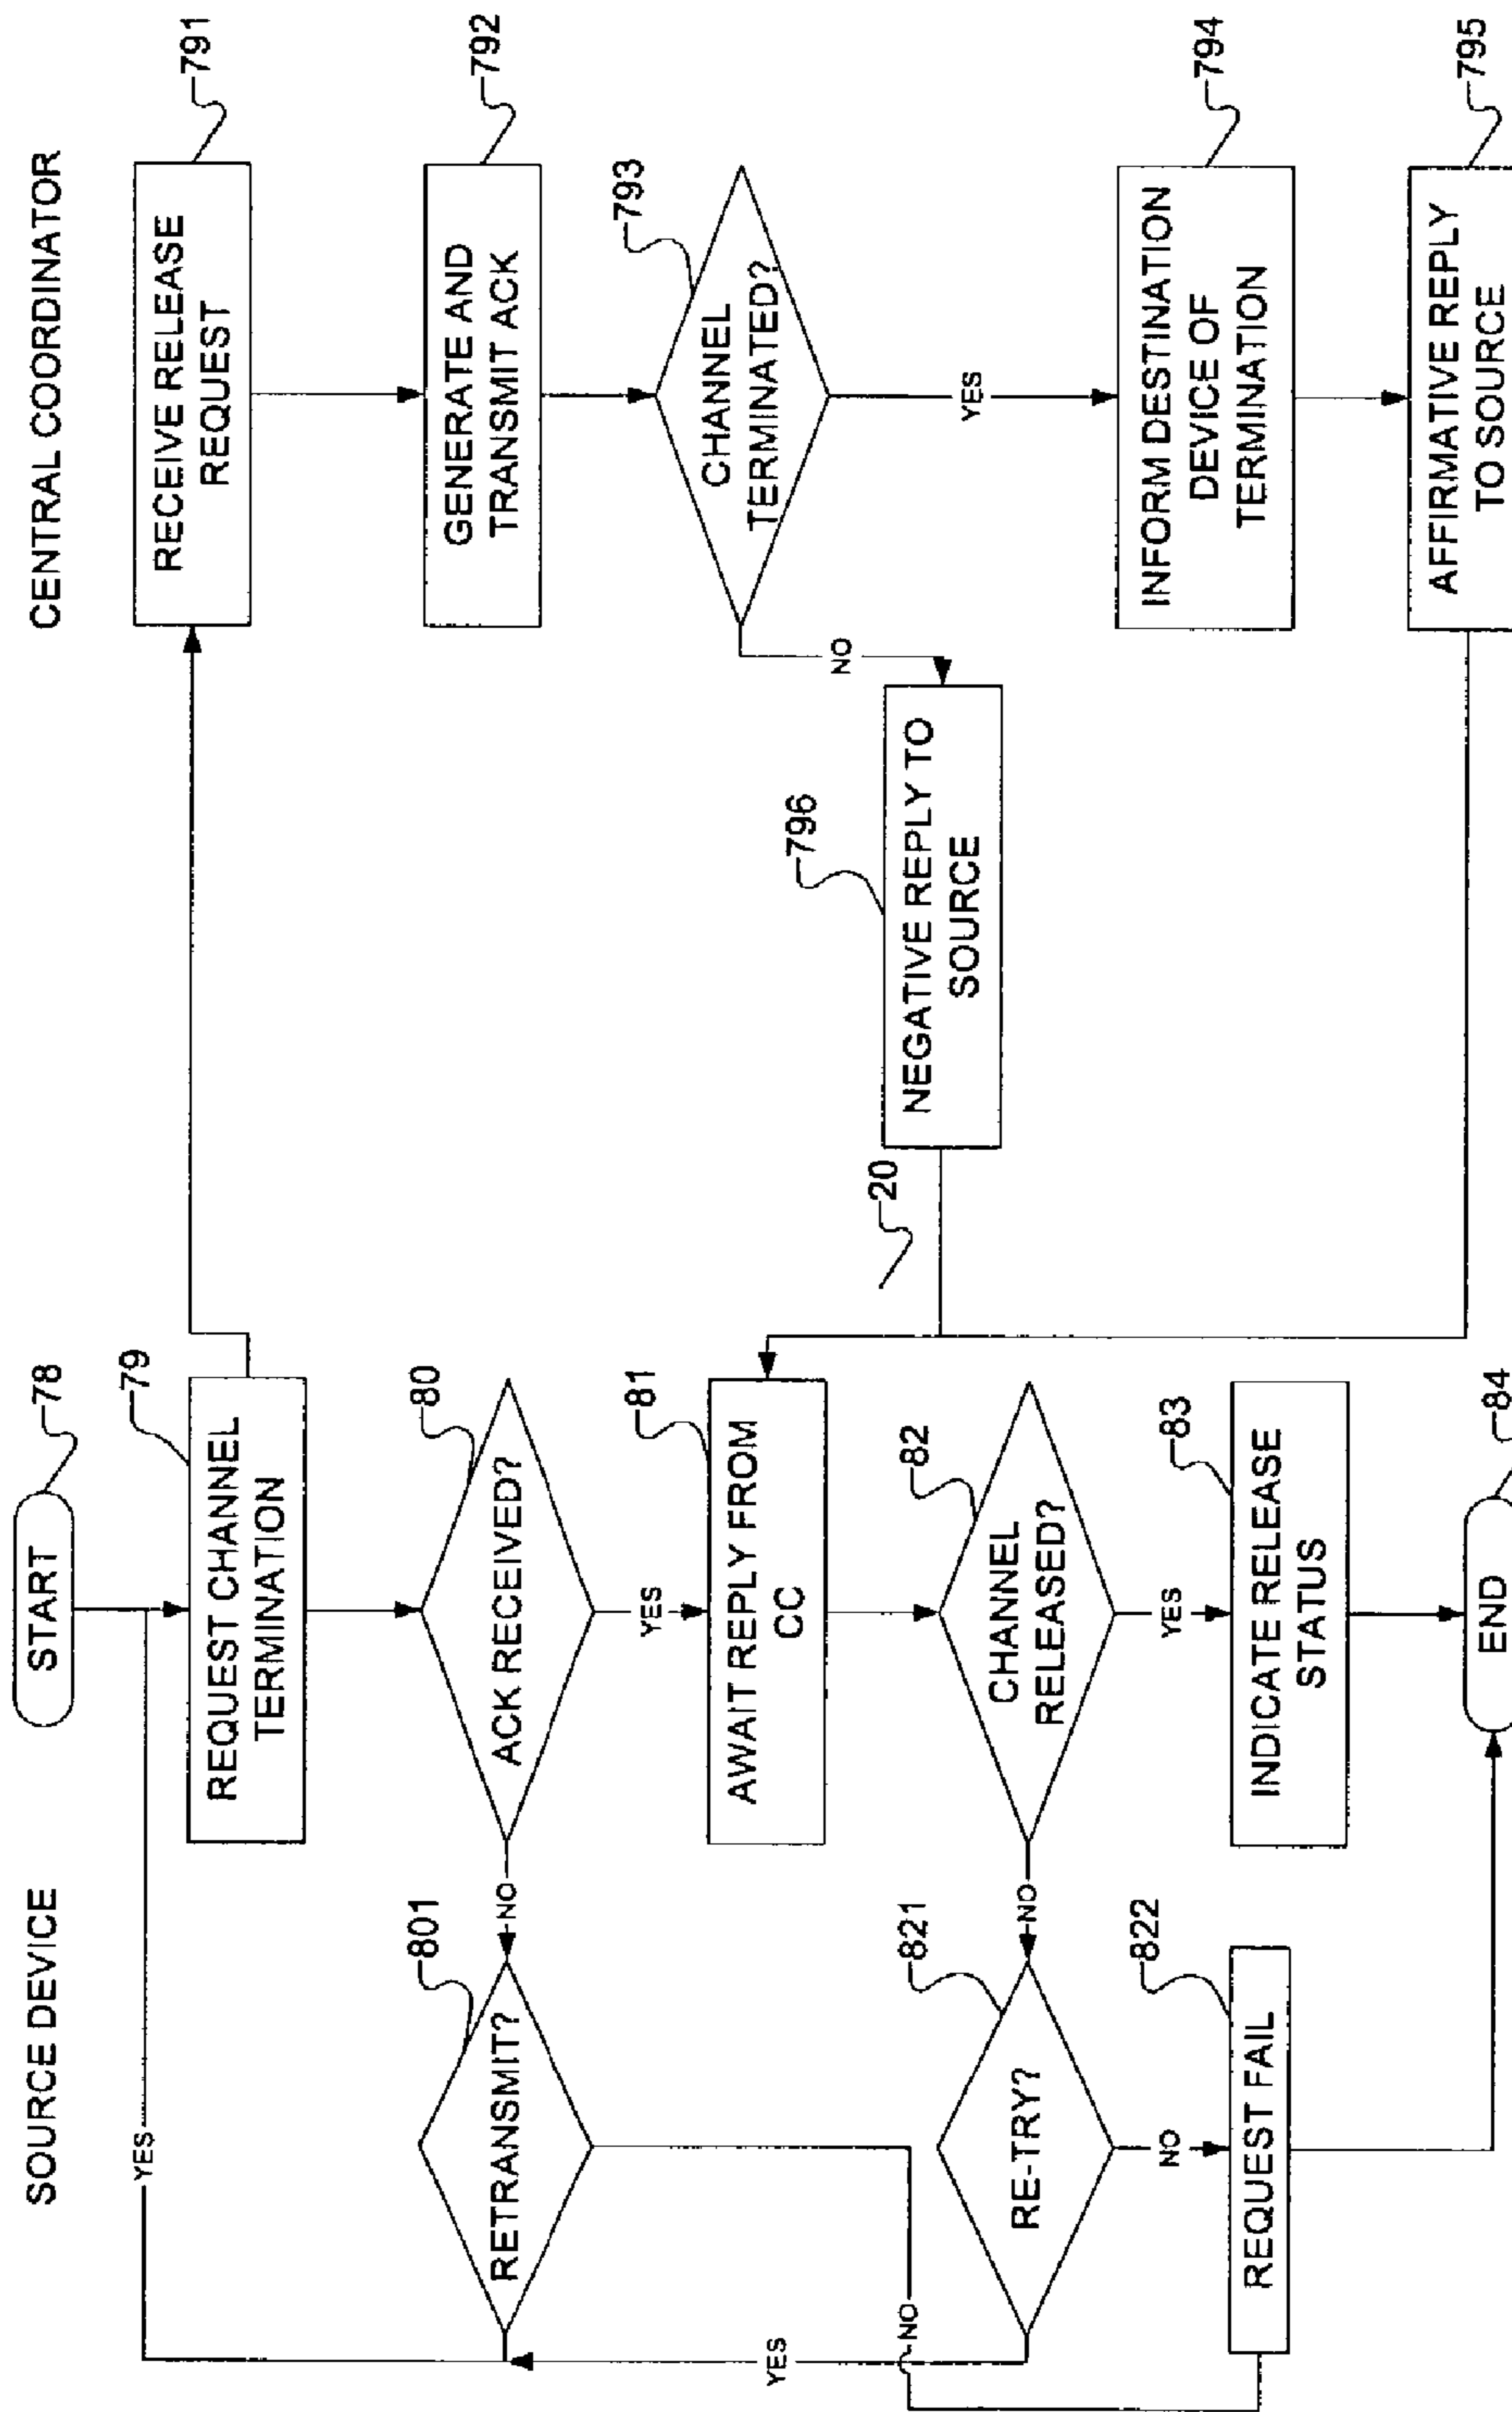 SOURCE DEVICE
CENTRAL COORDINATOR
START
78
YES
REQUEST CHANNEL
TERMINATION
79
RECEIVE RELEASE
REQUEST
791
RETRANSMIT?
801
NO
ACK RECEIVED?
80
GENERATE AND
TRANSMIT ACK
792
YES
YES
AWAIT REPLY FROM
CC
81
CHANNEL
TERMINATED?
793
NO
NO
20
NEGATIVE REPLY TO
SOURCE
796
YES
RE-TRY?
821
NO
CHANNEL
RELEASED?
82
NO
YES
INFORM DESTINATION
DEVICE OF
TERMINATION
794
REQUEST FAIL
822
INDICATE RELEASE
STATUS
83
END
84
AFFIRMATIVE REPLY
TO SOURCE
795